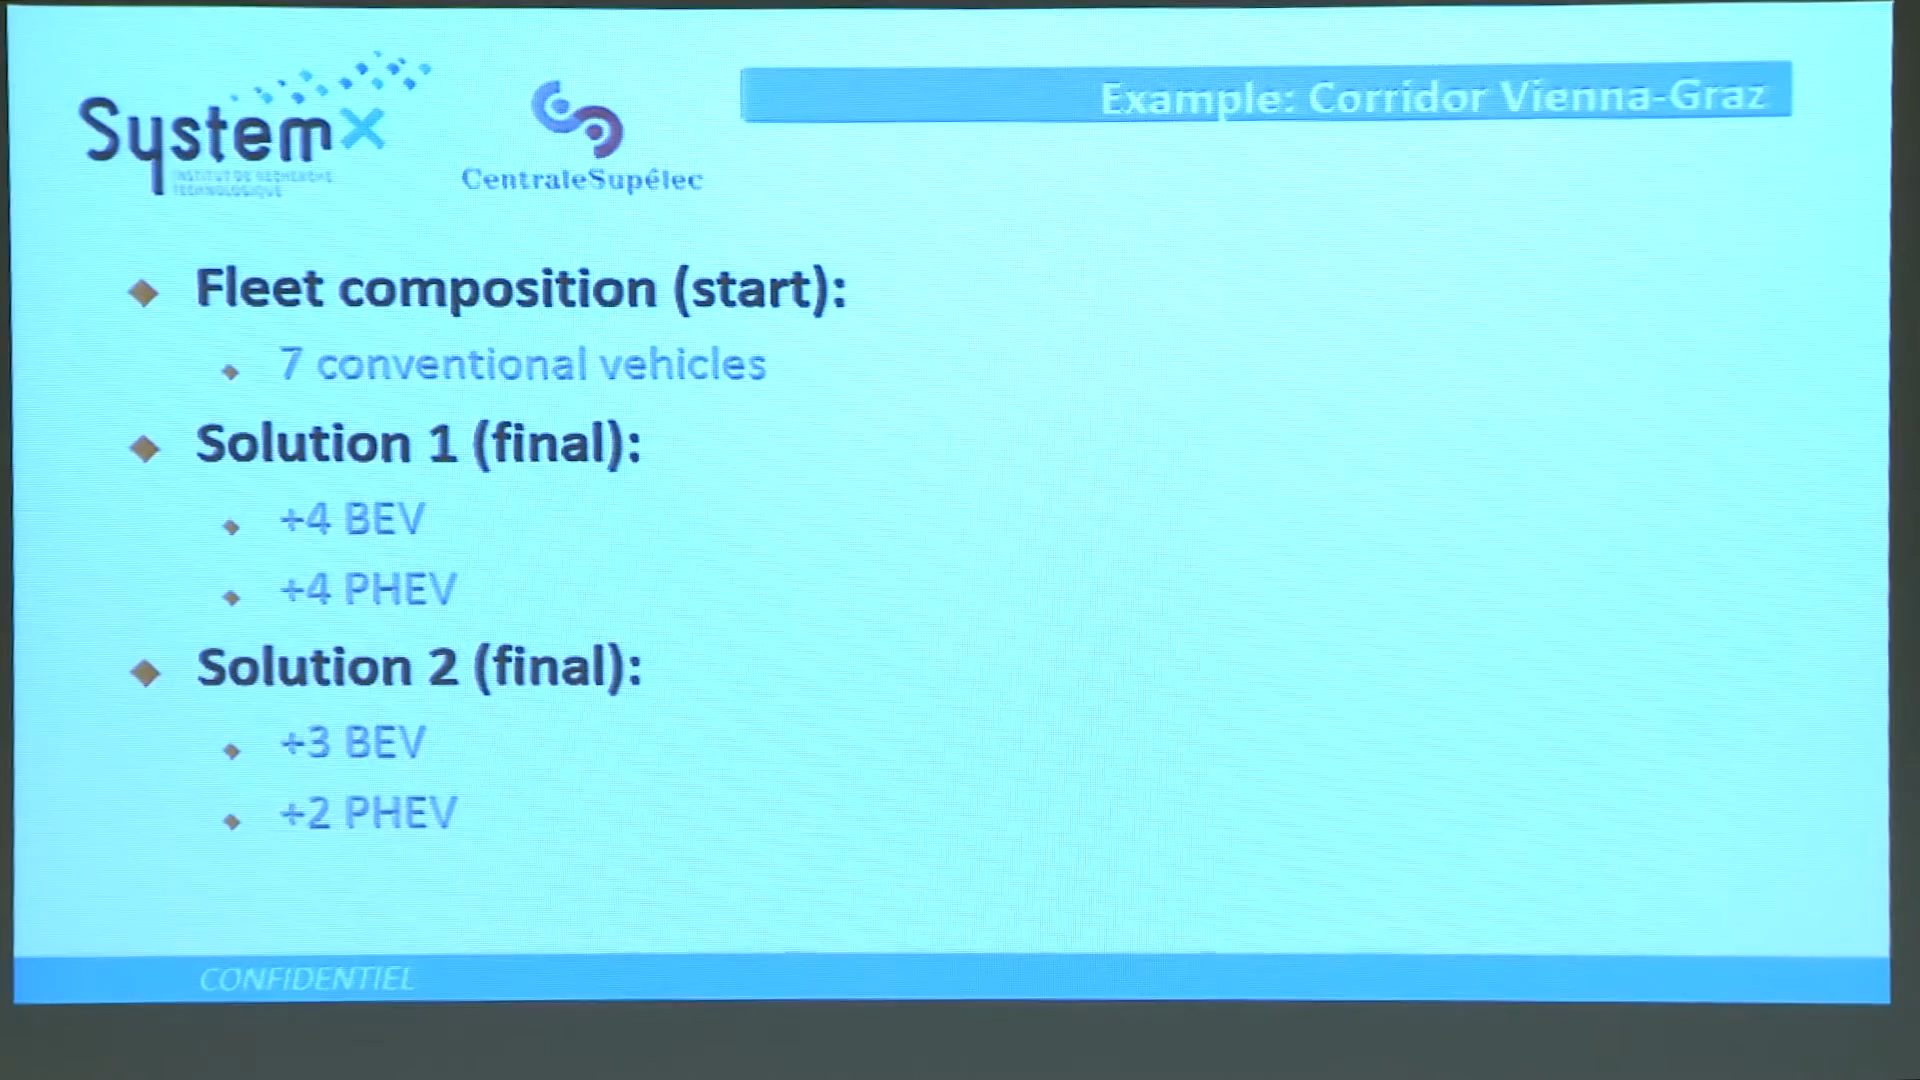 SystemX
INSTITUT DE RECHERCHE
TECHNOLOGIQUE
CentraleSupélec
Example: Corridor Vienna-Graz
Fleet composition (start):
7 conventional vehicles
Solution 1 (final):
+4 BEV
+4 PHEV
Solution 2 (final):
+3 BEV
+2 PHEV
CONFIDENTIEL